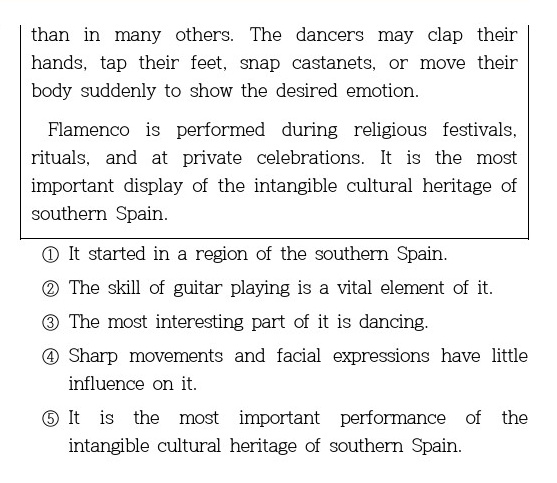 than in many others. The dancers may clap their
hands, tap their feet, snap castanets, or move their
body suddenly to show the desired emotion.
Flamenco is performed during religious festivals,
rituals, and at private celebrations. It is the most
important display of the intangible cultural heritage of
southern Spain.
① It started in a region of the southern Spain.
② The skill of guitar playing is a vital element of it.
③ The most interesting part of it is dancing.
④ Sharp movements and facial expressions have little
influence on it.
⑤ It is the most important performance of the
intangible cultural heritage of southern Spain.